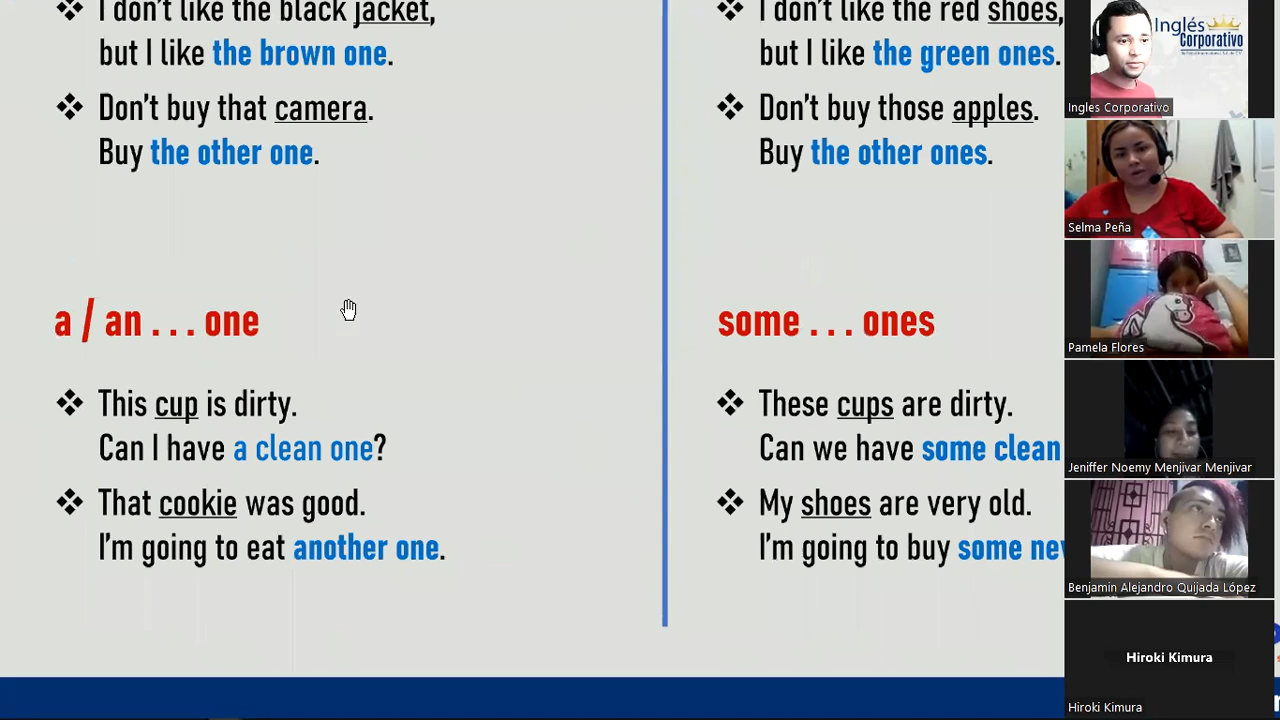 I don't like the black jacket,
but I like the brown one.
❖ Don't buy that camera.
Buy the other one.
a / an . . . one
❖ This cup is dirty.
Can I have a clean one?
❖ That cookie was good.
I'm going to eat another one.
I don't like the red shoes,
but I like the green ones.
❖ Don't buy those apples.
Buy the other ones.
some . . . ones
❖ These cups are dirty.
Can we have some clean
❖ My shoes are very old.
I'm going to buy some
Inglés
Corporativo
Ingles Corporativo
Selma Peña
Pamela Flores
Jeniffer Noemy Menjivar Menjivar
Benjamin Alejandro Quijada López
Hiroki Kimura
Hiroki Kimura